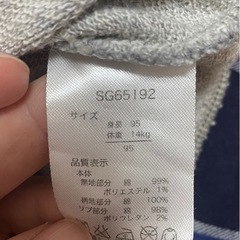 SG65192
サイズ
身長 95
体重 14kg
95
品質表示
本体
無地部分 綿 99%
ポリエステル 1%
柄地部分 綿 100%
リブ部分 綿 98%
ポリウレタン 2%